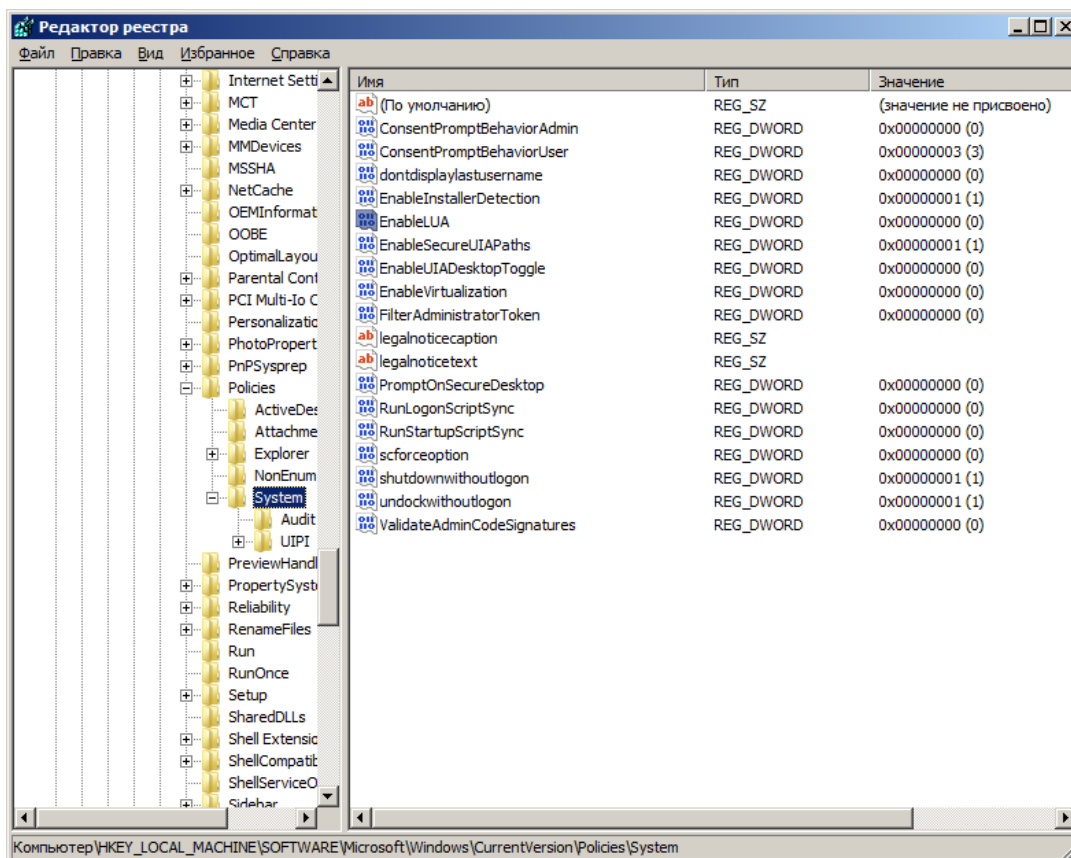 Редактор реестра
Файл Правка Вид Избранное Справка
Internet Setti
MCT
Media Center
MMDevices
MSSHA
NetCache
OEMInformat
OOBE
OptimalLayou
Parental Cont
PCI Multi-Io C
Personalizatio
PhotoPropert
PnPSysprep
Policies
ActiveDes
Attachme
Explorer
NonEnum
System
Audit
UIPI
PreviewHandl
PropertySyste
Reliability
RenameFiles
Run
RunOnce
Setup
SharedDLLs
Shell Extensio
ShellCompatib
ShellServiceO
Sidebar
Имя Тип Значение
(По умолчанию) REG_SZ (значение не присвоено)
ConsentPromptBehaviorAdmin REG_DWORD 0x00000000 (0)
ConsentPromptBehaviorUser REG_DWORD 0x00000003 (3)
dontdisplaylastusername REG_DWORD 0x00000000 (0)
EnableInstallerDetection REG_DWORD 0x00000001 (1)
EnableLUA REG_DWORD 0x00000000 (0)
EnableSecureUIAPaths REG_DWORD 0x00000001 (1)
EnableUIADesktopToggle REG_DWORD 0x00000000 (0)
EnableVirtualization REG_DWORD 0x00000000 (0)
FilterAdministratorToken REG_DWORD 0x00000000 (0)
legalnoticecaption REG_SZ
legalnoticetext REG_SZ
PromptOnSecureDesktop REG_DWORD 0x00000000 (0)
RunLogonScriptSync REG_DWORD 0x00000000 (0)
RunStartupScriptSync REG_DWORD 0x00000000 (0)
scforceoption REG_DWORD 0x00000000 (0)
shutdownwithoutlogon REG_DWORD 0x00000001 (1)
undockwithoutlogon REG_DWORD 0x00000001 (1)
ValidateAdminCodeSignatures REG_DWORD 0x00000000 (0)
Компьютер\HKEY_LOCAL_MACHINE\SOFTWARE\Microsoft\Windows\CurrentVersion\Policies\System